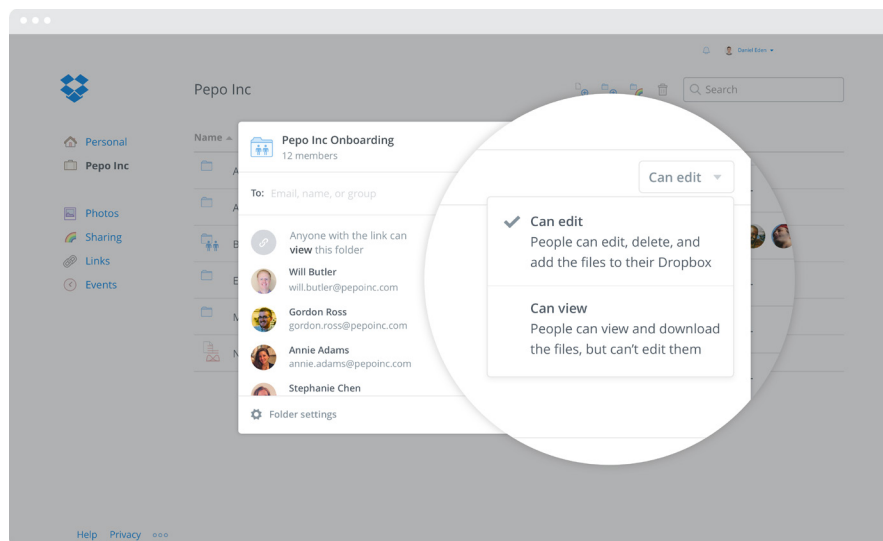 Pepo Inc
Search
Personal
Pepo Inc
Photos
Sharing
Links
Events
Name
Pepo Inc Onboarding
12 members
To: Email, name, or group
Anyone with the link can
view this folder
Will Butler
will.butler@pepoinc.com
Gordon Ross
gordon.ross@pepoinc.com
Annie Adams
annie.adams@pepoinc.com
Stephanie Chen
Folder settings
Can edit
Can edit
People can edit, delete, and
add the files to their Dropbox
Can view
People can view and download
the files, but can’t edit them
A
A
B
E
M
N
Help Privacy